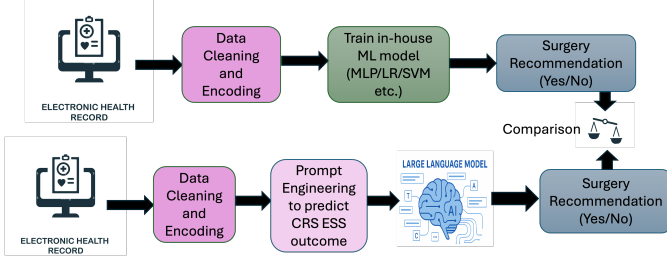 ELECTRONIC HEALTH
RECORD
Data
Cleaning
and
Encoding
Train in-house
ML model
(MLP/LR/SVM
etc.)
Surgery
Recommendation
(Yes/No)
Comparison
ELECTRONIC HEALTH
RECORD
Data
Cleaning
and
Encoding
Prompt
Engineering
to predict
CRS ESS
outcome
LARGE LANGUAGE MODEL
T
A
AI
C
Surgery
Recommendation
(Yes/No)